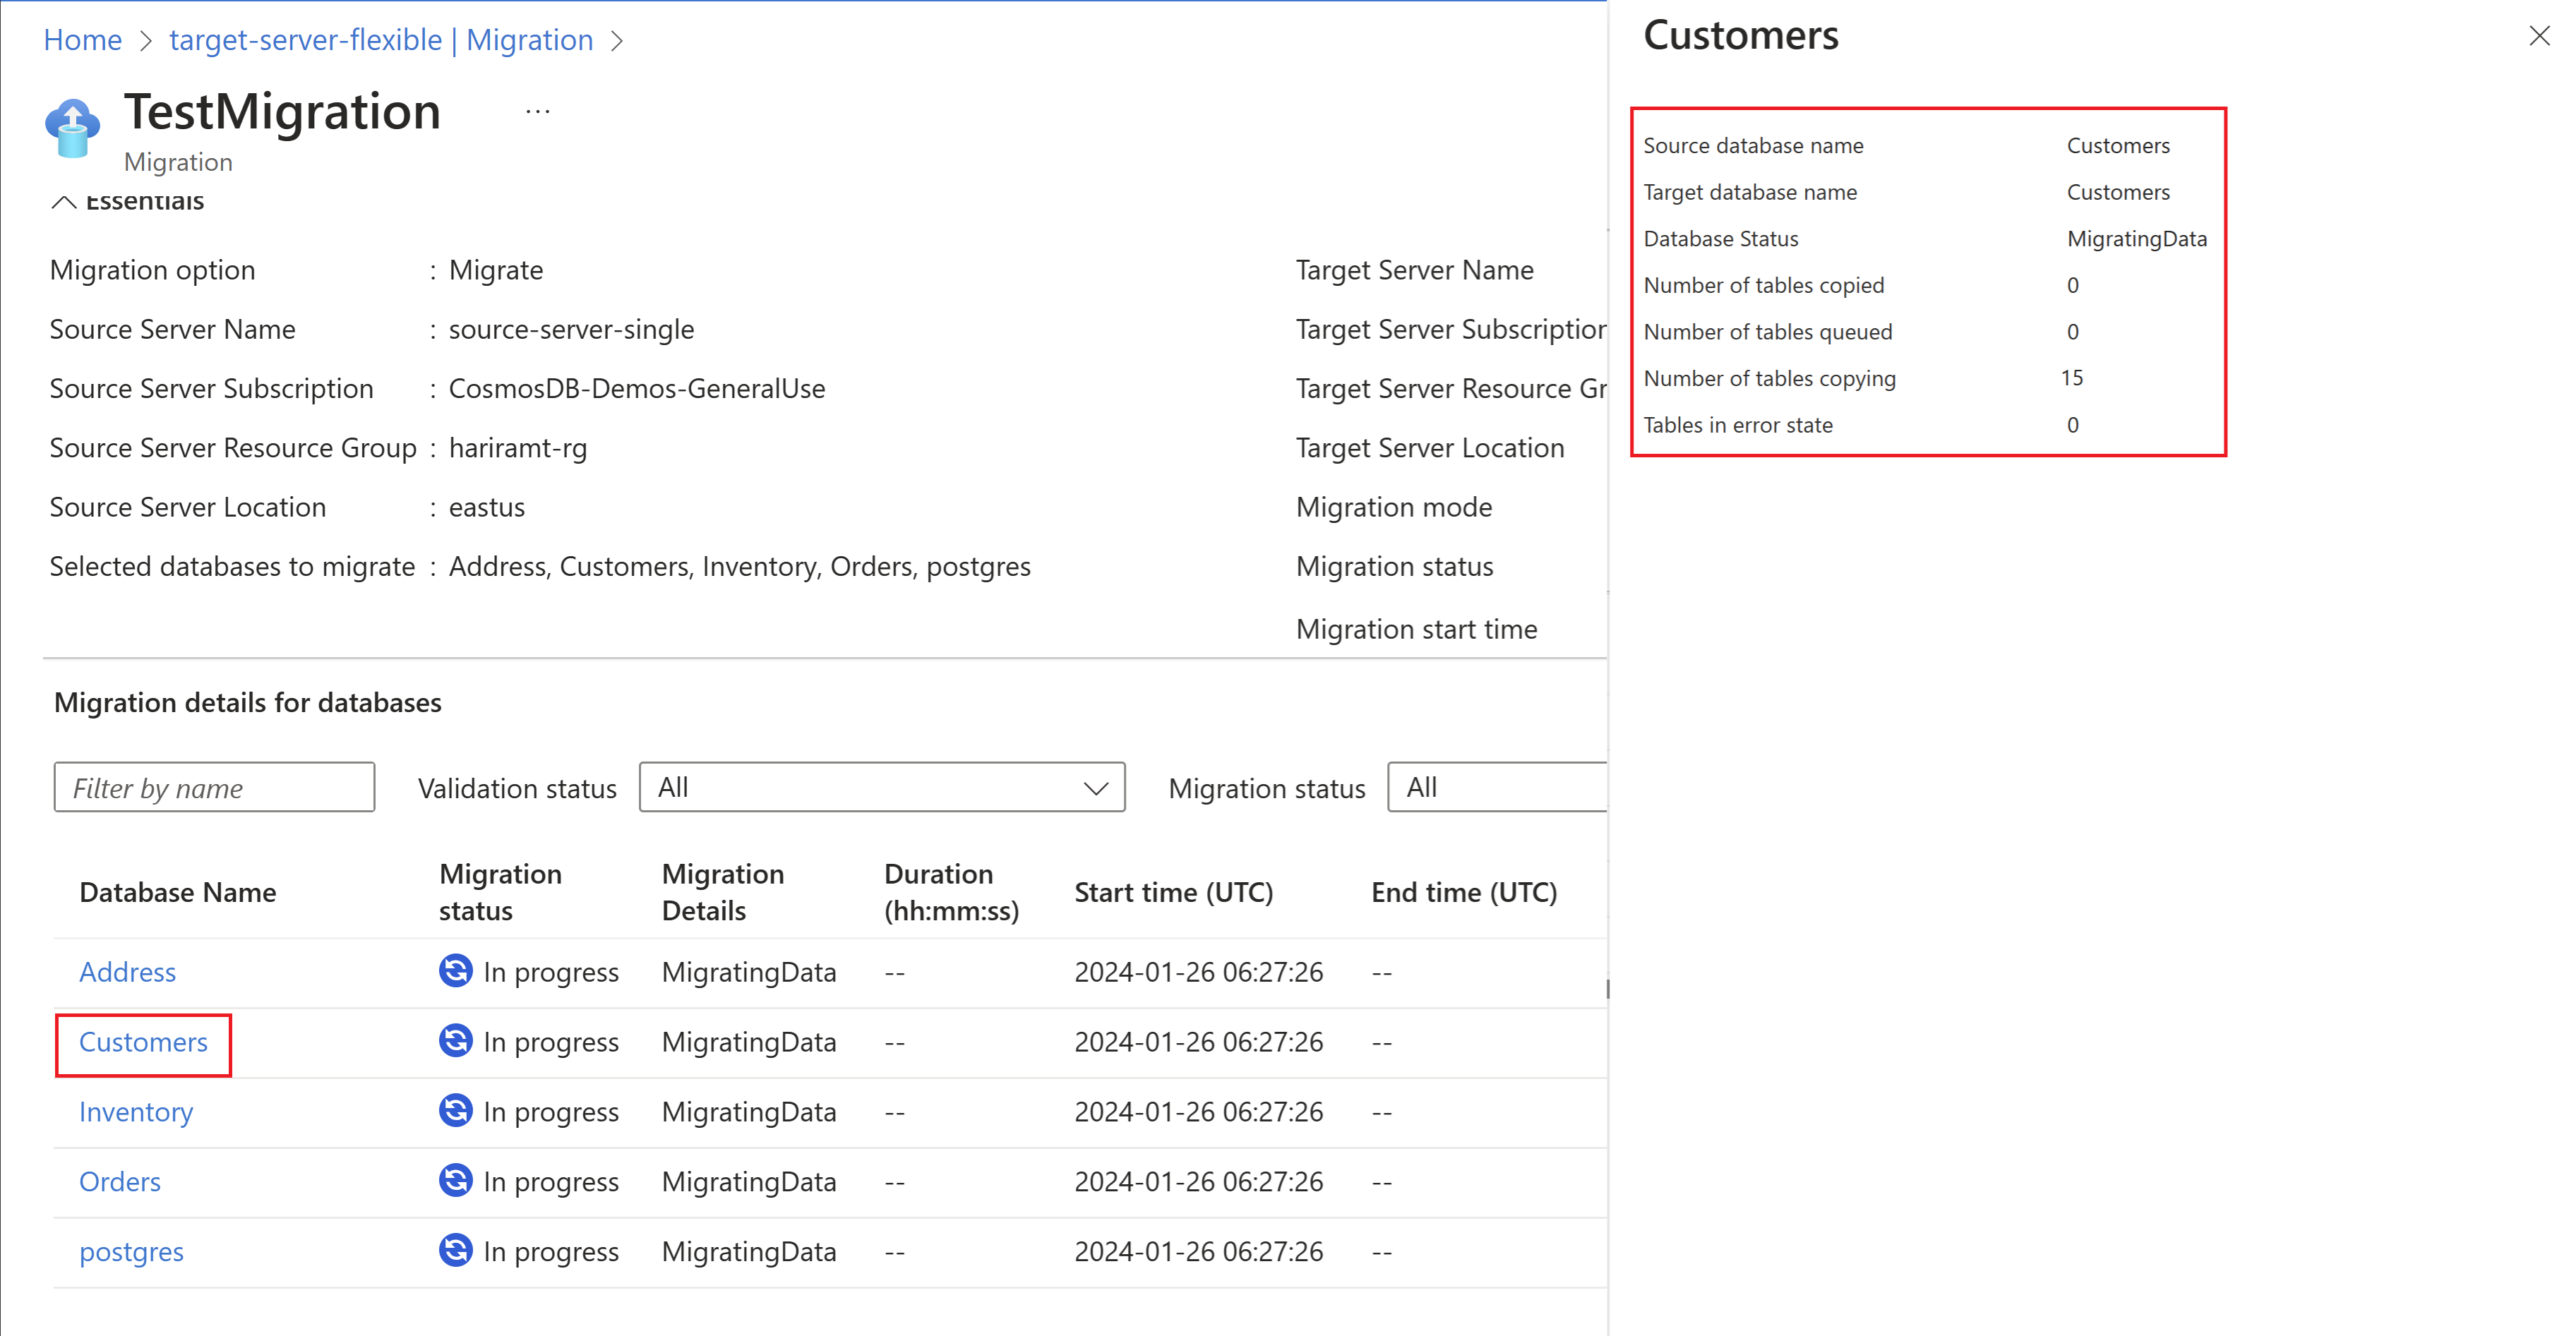 Home > target-server-flexible | Migration >
TestMigration ...
Migration
Essentials
Migration option : Migrate
Source Server Name : source-server-single
Source Server Subscription : CosmosDB-Demos-GeneralUse
Source Server Resource Group : hariramt-rg
Source Server Location : eastus
Selected databases to migrate : Address, Customers, Inventory, Orders, postgres
Target Server Name
Target Server Subscription
Target Server Resource Gr
Target Server Location
Migration mode
Migration status
Migration start time
Migration details for databases
Filter by name
Validation status All
Migration status All
Database Name
Migration
status
Migration
Details
Duration
(hh:mm:ss)
Start time (UTC)
End time (UTC)
Address In progress MigratingData -- 2024-01-26 06:27:26 --
Customers In progress MigratingData -- 2024-01-26 06:27:26 --
Inventory In progress MigratingData -- 2024-01-26 06:27:26 --
Orders In progress MigratingData -- 2024-01-26 06:27:26 --
postgres In progress MigratingData -- 2024-01-26 06:27:26 --
Customers
Source database name Customers
Target database name Customers
Database Status MigratingData
Number of tables copied 0
Number of tables queued 0
Number of tables copying 15
Tables in error state 0